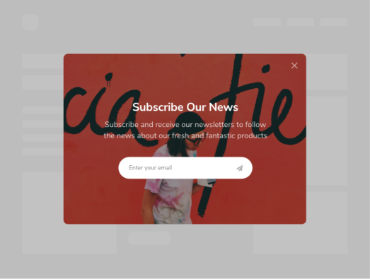 Subscribe Our News
Subscribe and receive our newsletters to follow
the news about our fresh and fantastic products
Enter your email